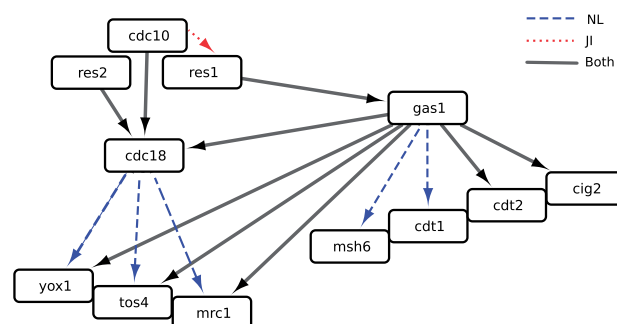 NL
cdc10
JI
Both
res2
res1
gas1
cdc18
cig2
cdt2
cdt1
msh6
yox1
tos4
mrc1